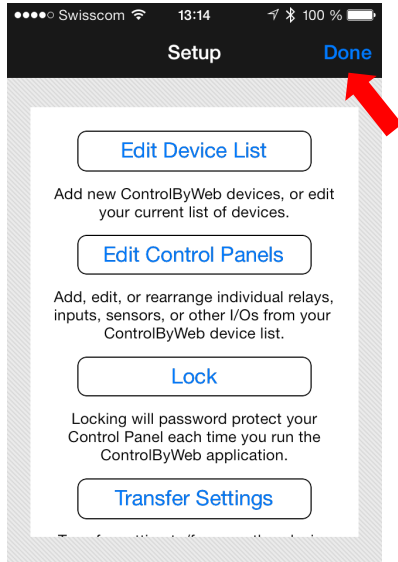 Swisscom 13:14 100 %
Setup Done
Edit Device List
Add new ControlByWeb devices, or edit
your current list of devices.
Edit Control Panels
Add, edit, or rearrange individual relays,
inputs, sensors, or other I/Os from your
ControlByWeb device list.
Lock
Locking will password protect your
Control Panel each time you run the
ControlByWeb application.
Transfer Settings